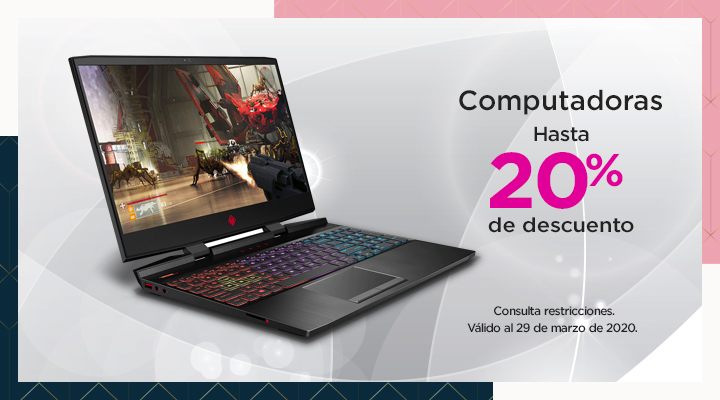 Computadoras
Hasta
20%
de descuento
Consulta restricciones.
Válido al 29 de marzo de 2020.